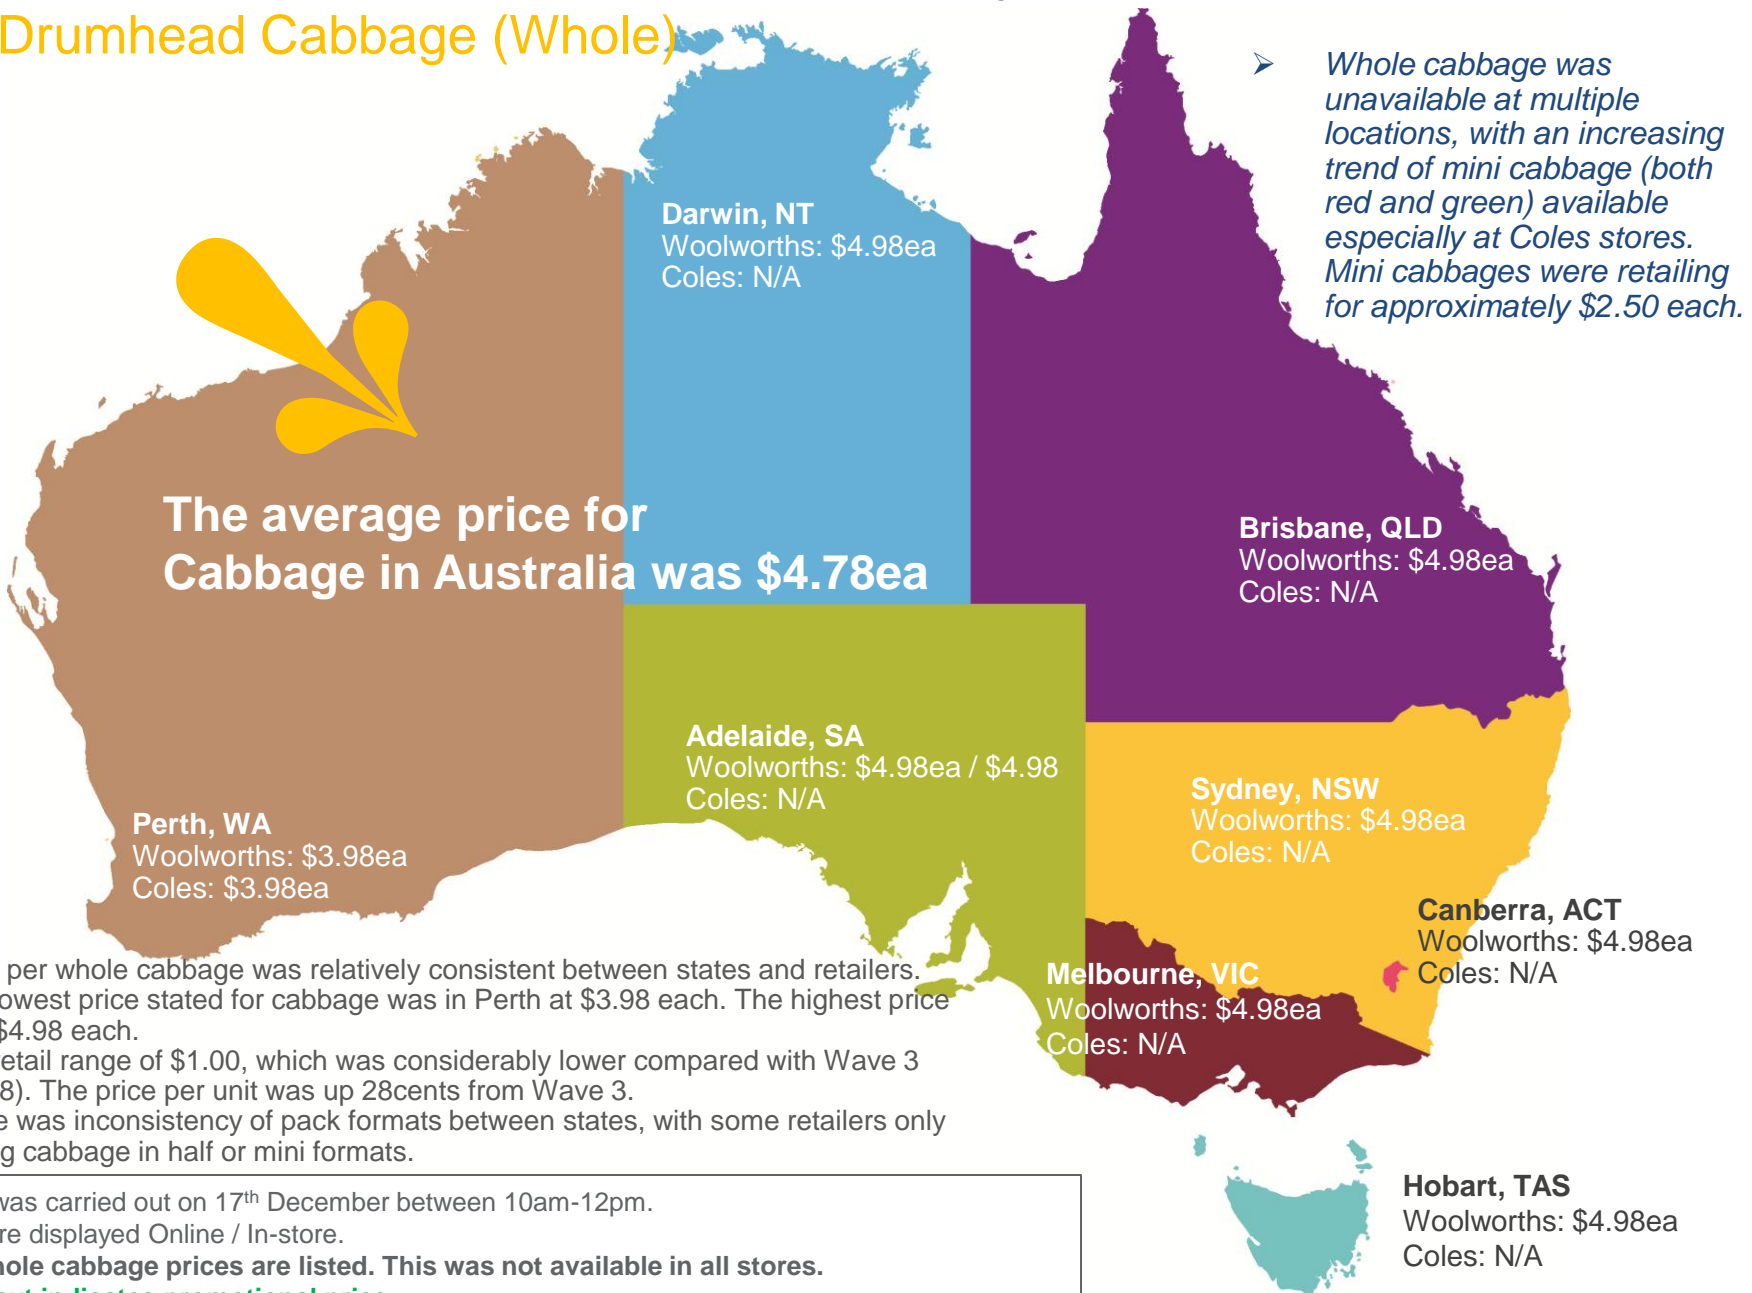 Drumhead Cabbage (Whole)
➢ Whole cabbage was
unavailable at multiple
locations, with an increasing
trend of mini cabbage (both
red and green) available
especially at Coles stores.
Mini cabbages were retailing
for approximately $2.50 each.
Darwin, NT
Woolworths: $4.98ea
Coles: N/A
The average price for
Cabbage in Australia was $4.78ea
Brisbane, QLD
Woolworths: $4.98ea
Coles: N/A
Adelaide, SA
Woolworths: $4.98ea / $4.98
Coles: N/A
Sydney, NSW
Woolworths: $4.98ea
Coles: N/A
Perth, WA
Woolworths: $3.98ea
Coles: $3.98ea
Canberra, ACT
Woolworths: $4.98ea
Coles: N/A
Melbourne, VIC
Woolworths: $4.98ea
Coles: N/A
per whole cabbage was relatively consistent between states and retailers.
owest price stated for cabbage was in Perth at $3.98 each. The highest price
$4.98 each.
etail range of $1.00, which was considerably lower compared with Wave 3
8). The price per unit was up 28cents from Wave 3.
e was inconsistency of pack formats between states, with some retailers only
g cabbage in half or mini formats.
was carried out on 17th December between 10am-12pm.
re displayed Online / In-store.
hole cabbage prices are listed. This was not available in all stores.
indicates promotional price
Hobart, TAS
Woolworths: $4.98ea
Coles: N/A